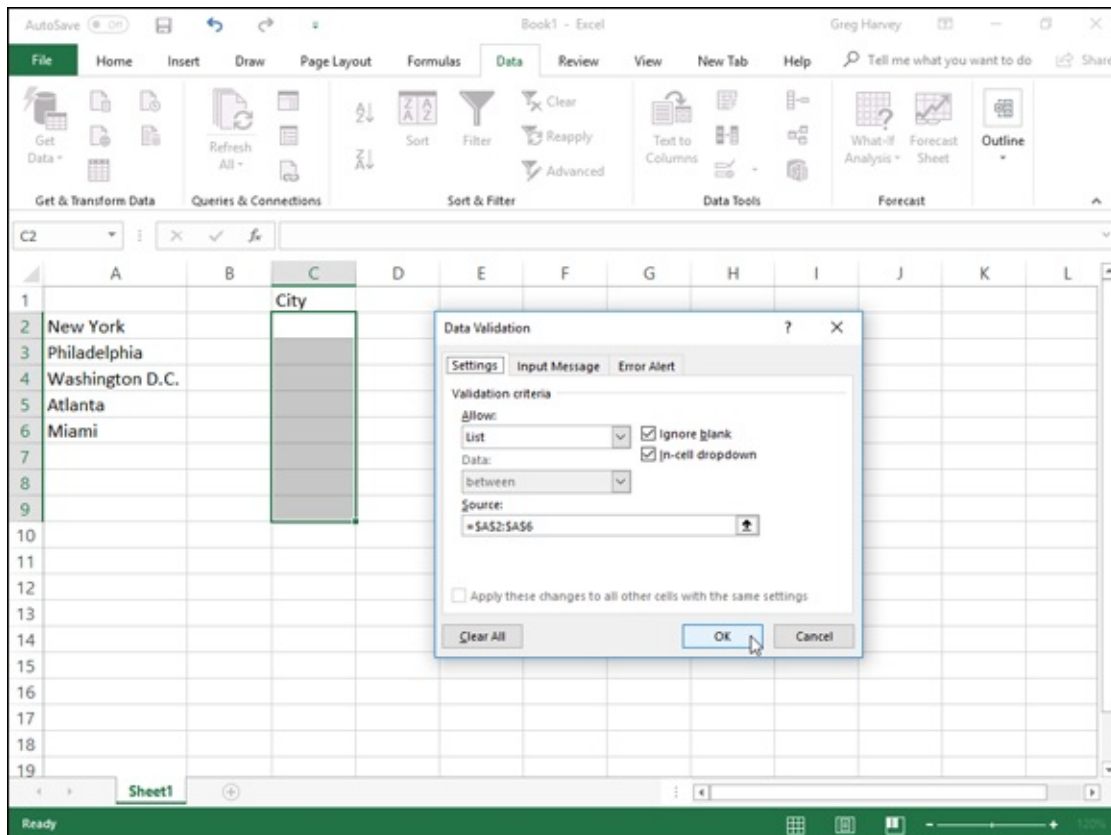 AutoSave Off Book1 - Excel Greg Harvey
File Home Insert Draw Page Layout Formulas Data Review View New Tab Help Tell me what you want to do Share
Get Data
Refresh All
Sort
Filter
Clear
Reapply
Advanced
Text to Columns
What-If Analysis
Forecast Sheet
Outline
Get & Transform Data Queries & Connections Sort & Filter Data Tools Forecast
C2 fx
A B C D E F G H I J K L
1 City
2 New York
3 Philadelphia
4 Washington D.C.
5 Atlanta
6 Miami
7
8
9
10
11
12
13
14
15
16
17
18
19
Data Validation ?
Settings Input Message Error Alert
Validation criteria
Allow:
List Ignore blank
In-cell dropdown
Data:
between
Source:
=$A$2:$A$6
Apply these changes to all other cells with the same settings
Clear All OK Cancel
Sheet1
Ready 120%